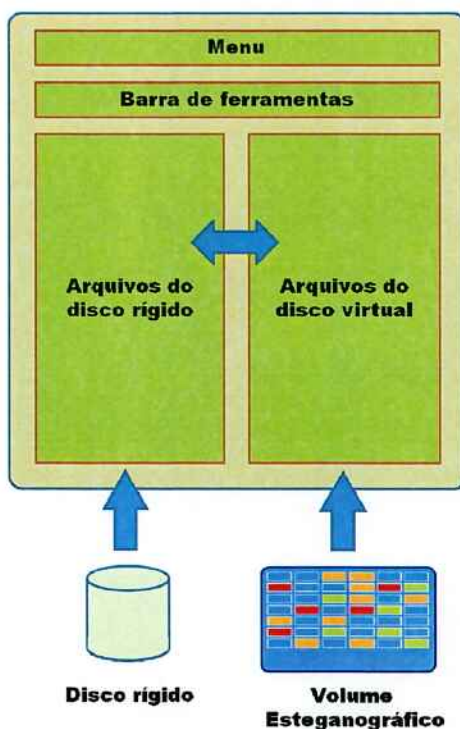 Menu
Barra de ferramentas
Arquivos do
disco rígido
Arquivos do
disco virtual
Disco rígido
Volume
Esteganográfico